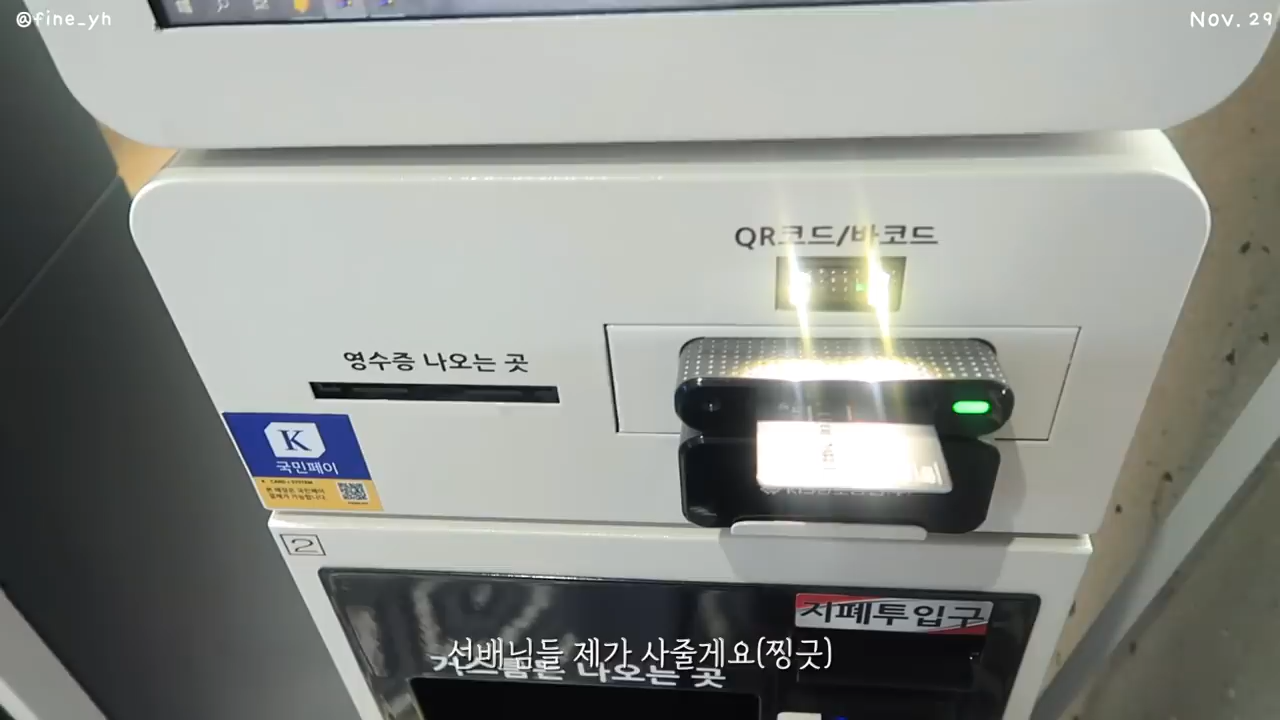 @fine_yh
Nov. 29
QR코드/바코드
영수증 나오는 곳
K
국민페이
2
지폐투입구
선배님들 제가 사줄게요(찡긋)
거스름돈 나오는 곳